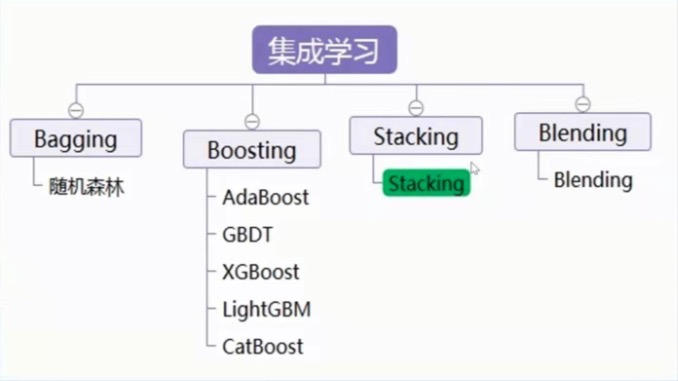 集成学习
Bagging
随机森林
Boosting
AdaBoost
GBDT
XGBoost
LightGBM
CatBoost
Stacking
Stacking
Blending
Blending